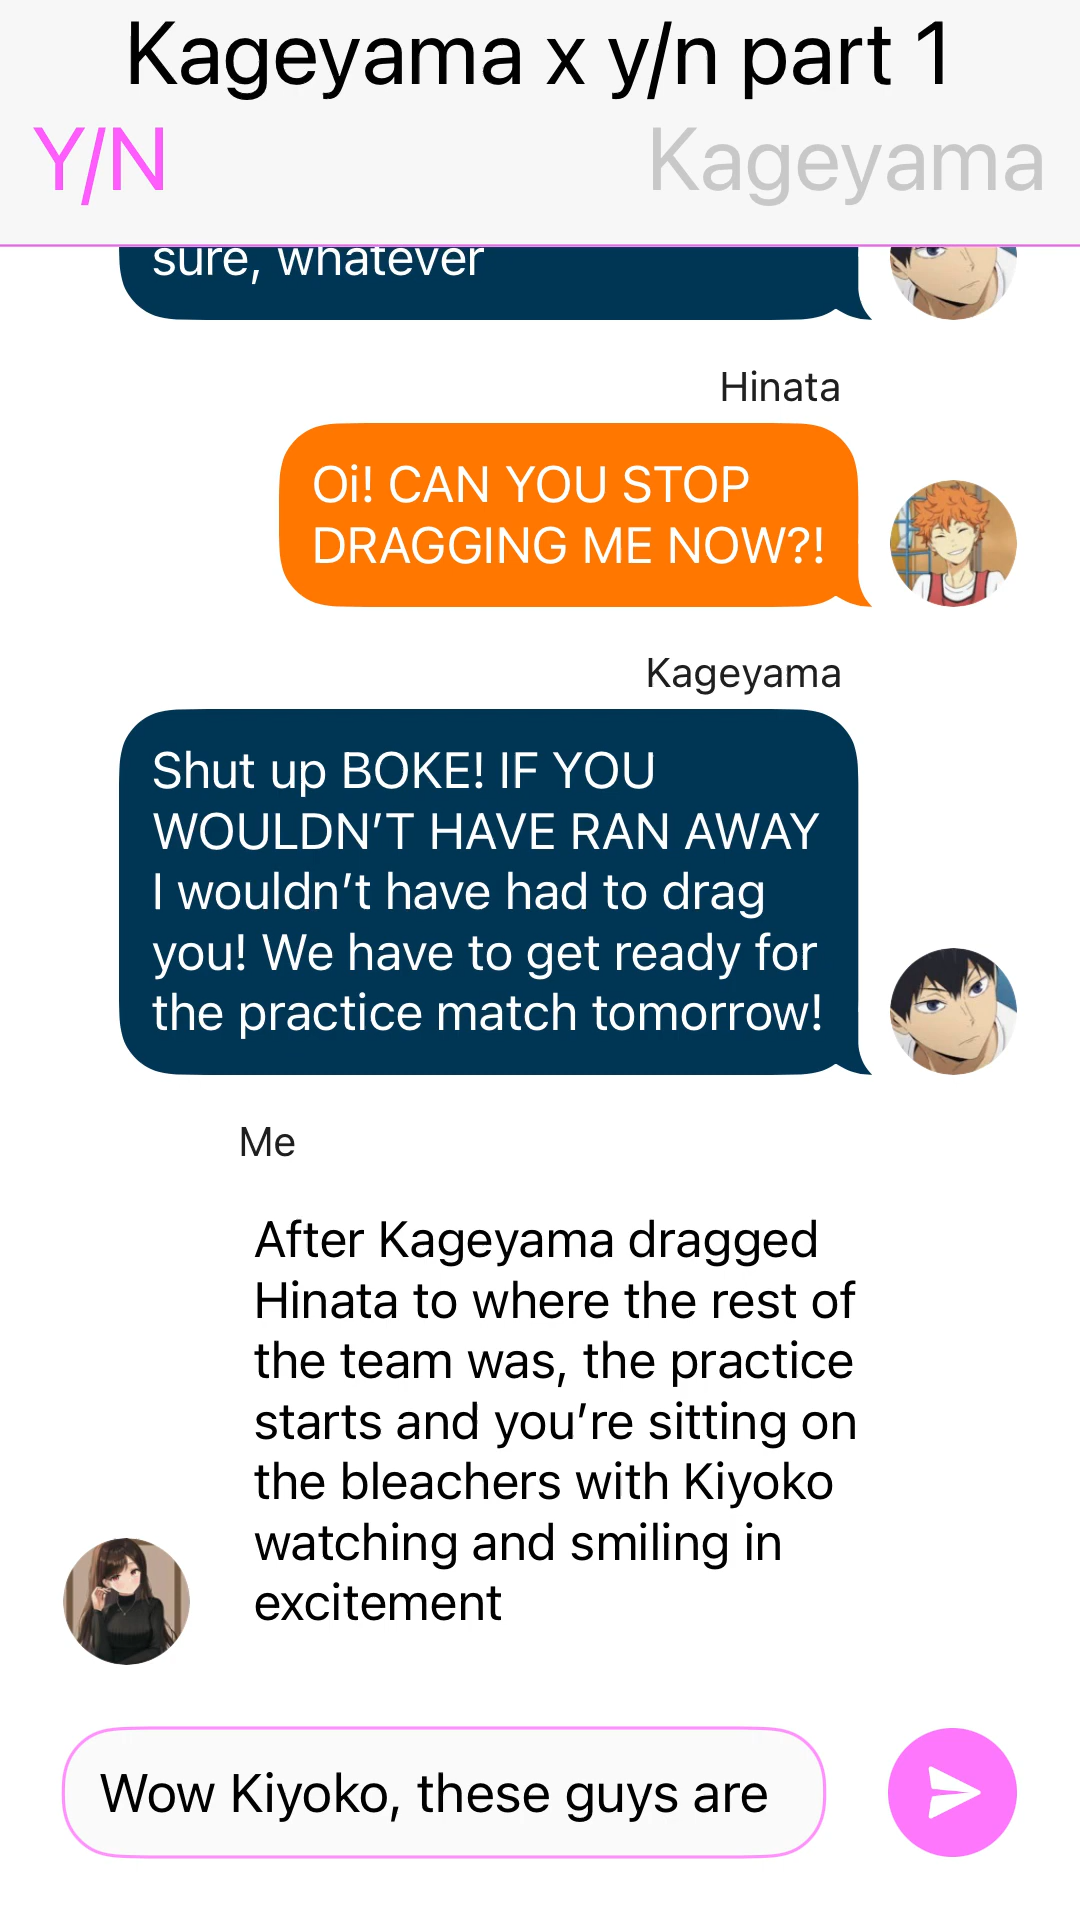 Kageyama x y/n part 1
Y/N
Kageyama
sure, whatever
Hinata
Oi! CAN YOU STOP
DRAGGING ME NOW?!
Kageyama
Shut up BOKE! IF YOU
WOULDN’T HAVE RAN AWAY
I wouldn’t have had to drag
you! We have to get ready for
the practice match tomorrow!
Me
After Kageyama dragged
Hinata to where the rest of
the team was, the practice
starts and you’re sitting on
the bleachers with Kiyoko
watching and smiling in
excitement
Wow Kiyoko, these guys are